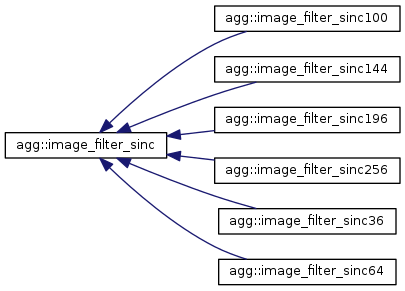 agg::image_filter_sinc100
agg::image_filter_sinc144
agg::image_filter_sinc196
agg::image_filter_sinc
agg::image_filter_sinc256
agg::image_filter_sinc36
agg::image_filter_sinc64